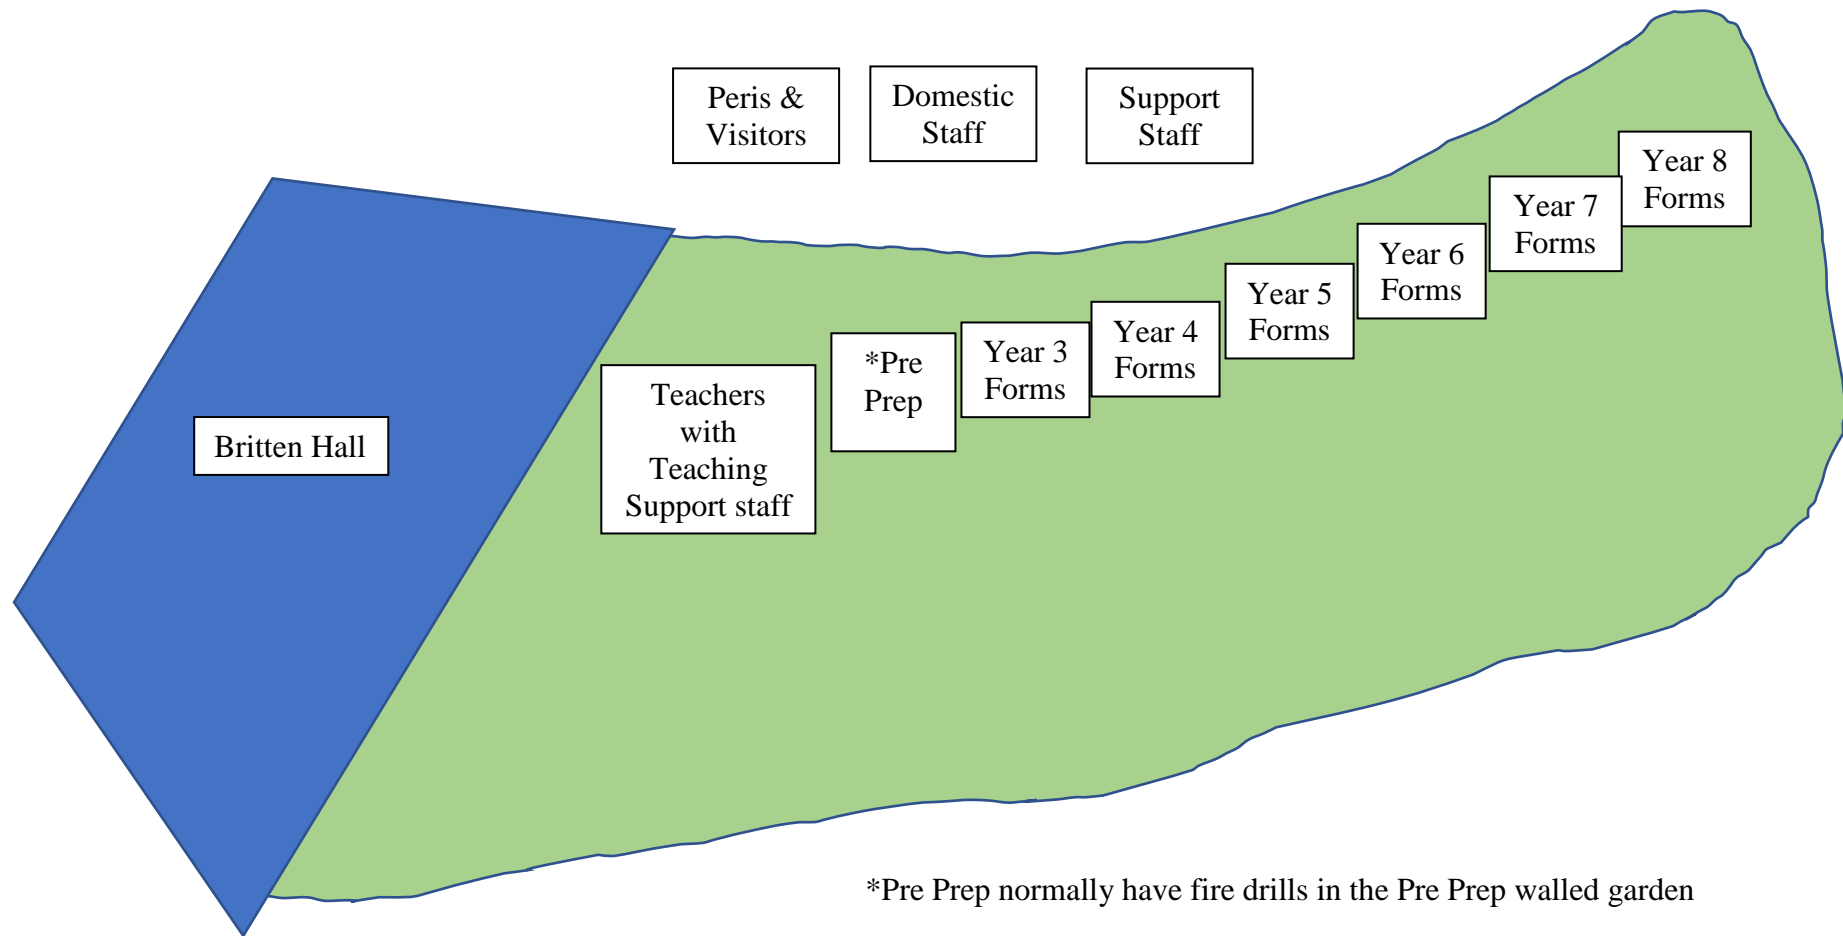 Peris &
Visitors
Domestic
Staff
Support
Staff
Year 8
Forms
Year 7
Forms
Year 6
Forms
Year 5
Forms
Year 4
Forms
Year 3
Forms
*Pre
Prep
Teachers
with
Teaching
Support staff
Britten Hall
*Pre Prep normally have fire drills in the Pre Prep walled garden